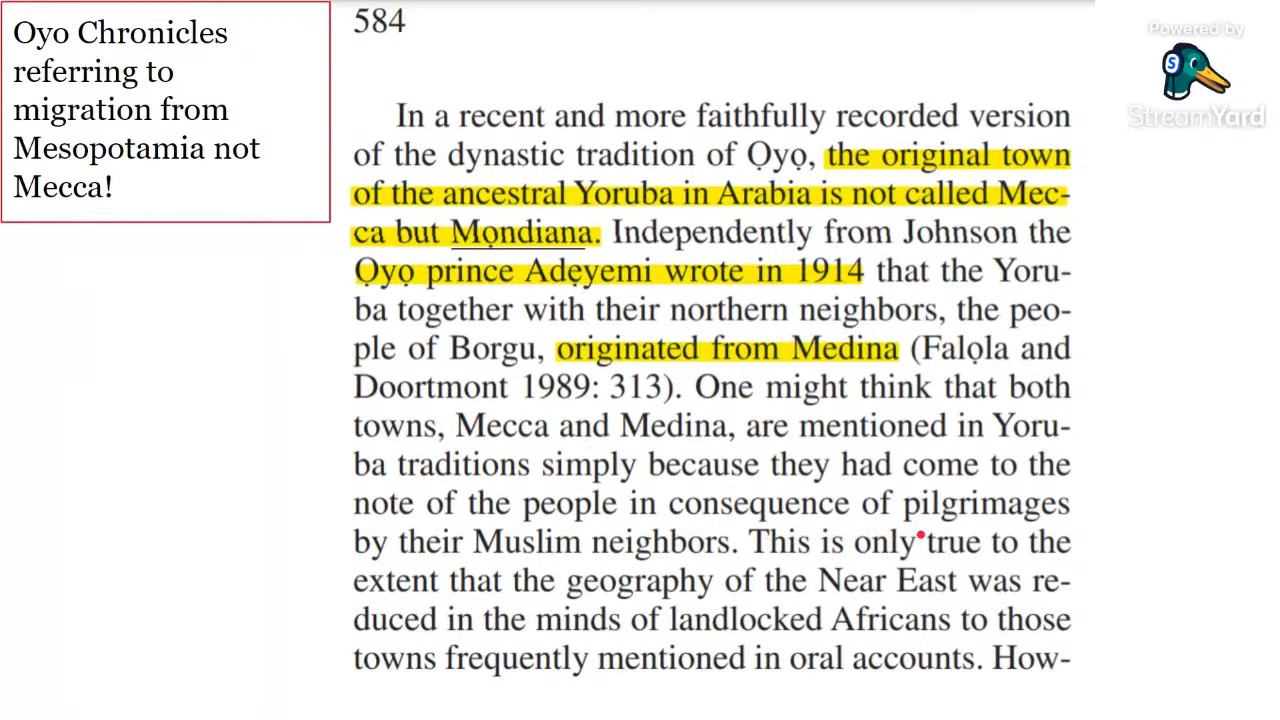 Oyo Chronicles
referring to
migration from
Mesopotamia not
Mecca!
584
In a recent and more faithfully recorded version
of the dynastic tradition of Ọyọ, the original town
of the ancestral Yoruba in Arabia is not called Mec-
ca but Mọndiana. Independently from Johnson the
Ọyọ prince Adẹyemi wrote in 1914 that the Yoru-
ba together with their northern neighbors, the peo-
ple of Borgu, originated from Medina (Falọla and
Doortmont 1989: 313). One might think that both
towns, Mecca and Medina, are mentioned in Yoru-
ba traditions simply because they had come to the
note of the people in consequence of pilgrimages
by their Muslim neighbors. This is only true to the
extent that the geography of the Near East was re-
duced in the minds of landlocked Africans to those
towns frequently mentioned in oral accounts. How-
Powered by
S
StreamYard